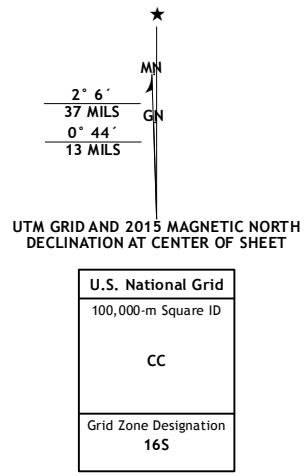 MN
2° 6´
37 MILS
GN
0° 44´
13 MILS
UTM GRID AND 2015 MAGNETIC NORTH
DECLINATION AT CENTER OF SHEET
U.S. National Grid
100,000-m Square ID
CC
Grid Zone Designation
16S